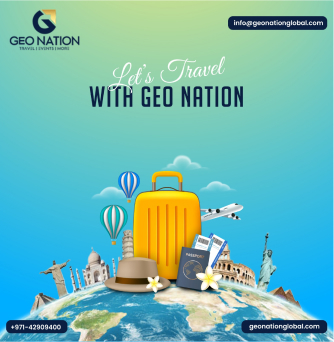 GEO NATION
TRAVEL | EVENTS | MORE
info@geonationglobal.com
Let's Travel
WITH GEO NATION
PASSPORT
+971-42909400
geonationglobal.com